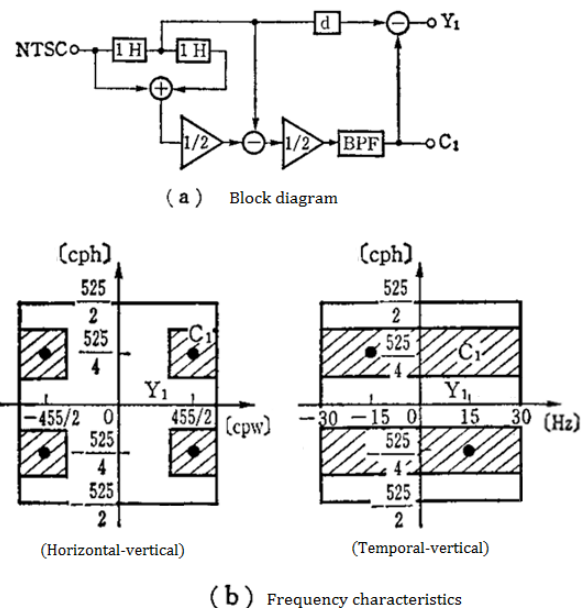 NTSC 1 H 1 H d − Y₁
+
1/2 − 1/2 BPF C₁
(a) Block diagram
[cph] [cph]
525/2 525/2
525/4 C₁ 525/4 C₁
Y₁ Y₁
−455/2 0 455/2 [cpw] −30 −15 0 15 30 (Hz)
−525/4 −525/4
−525/2 −525/2
(Horizontal-vertical) (Temporal-vertical)
(b) Frequency characteristics